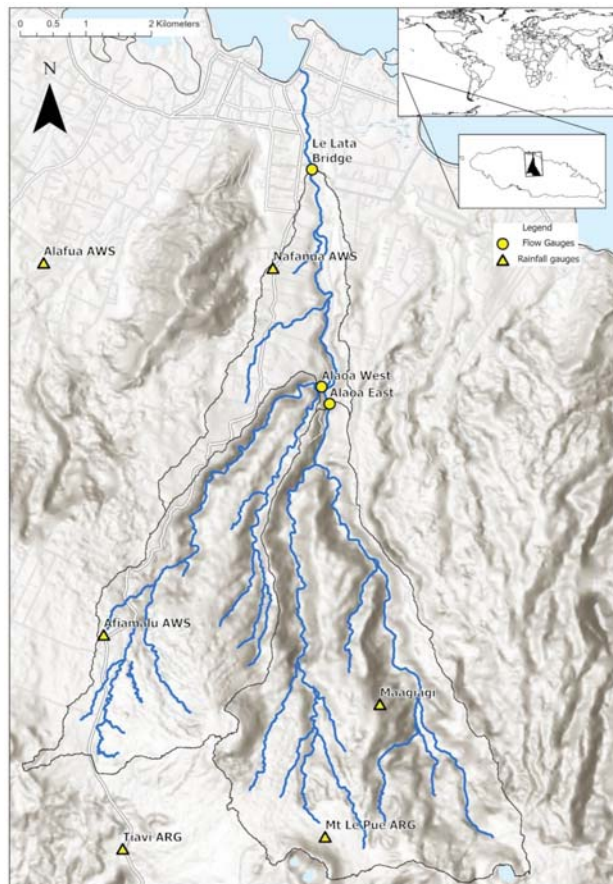 0 0.5 1 2 Kilometers
N
Le Lata
Bridge
Legend
Flow Gauges
Rainfall gauges
Alafua AWS
Nafanua AWS
Alaoa West
Alaoa East
Afiamalu AWS
Maagiagi
Mt Le Pue ARG
Tiavi ARG